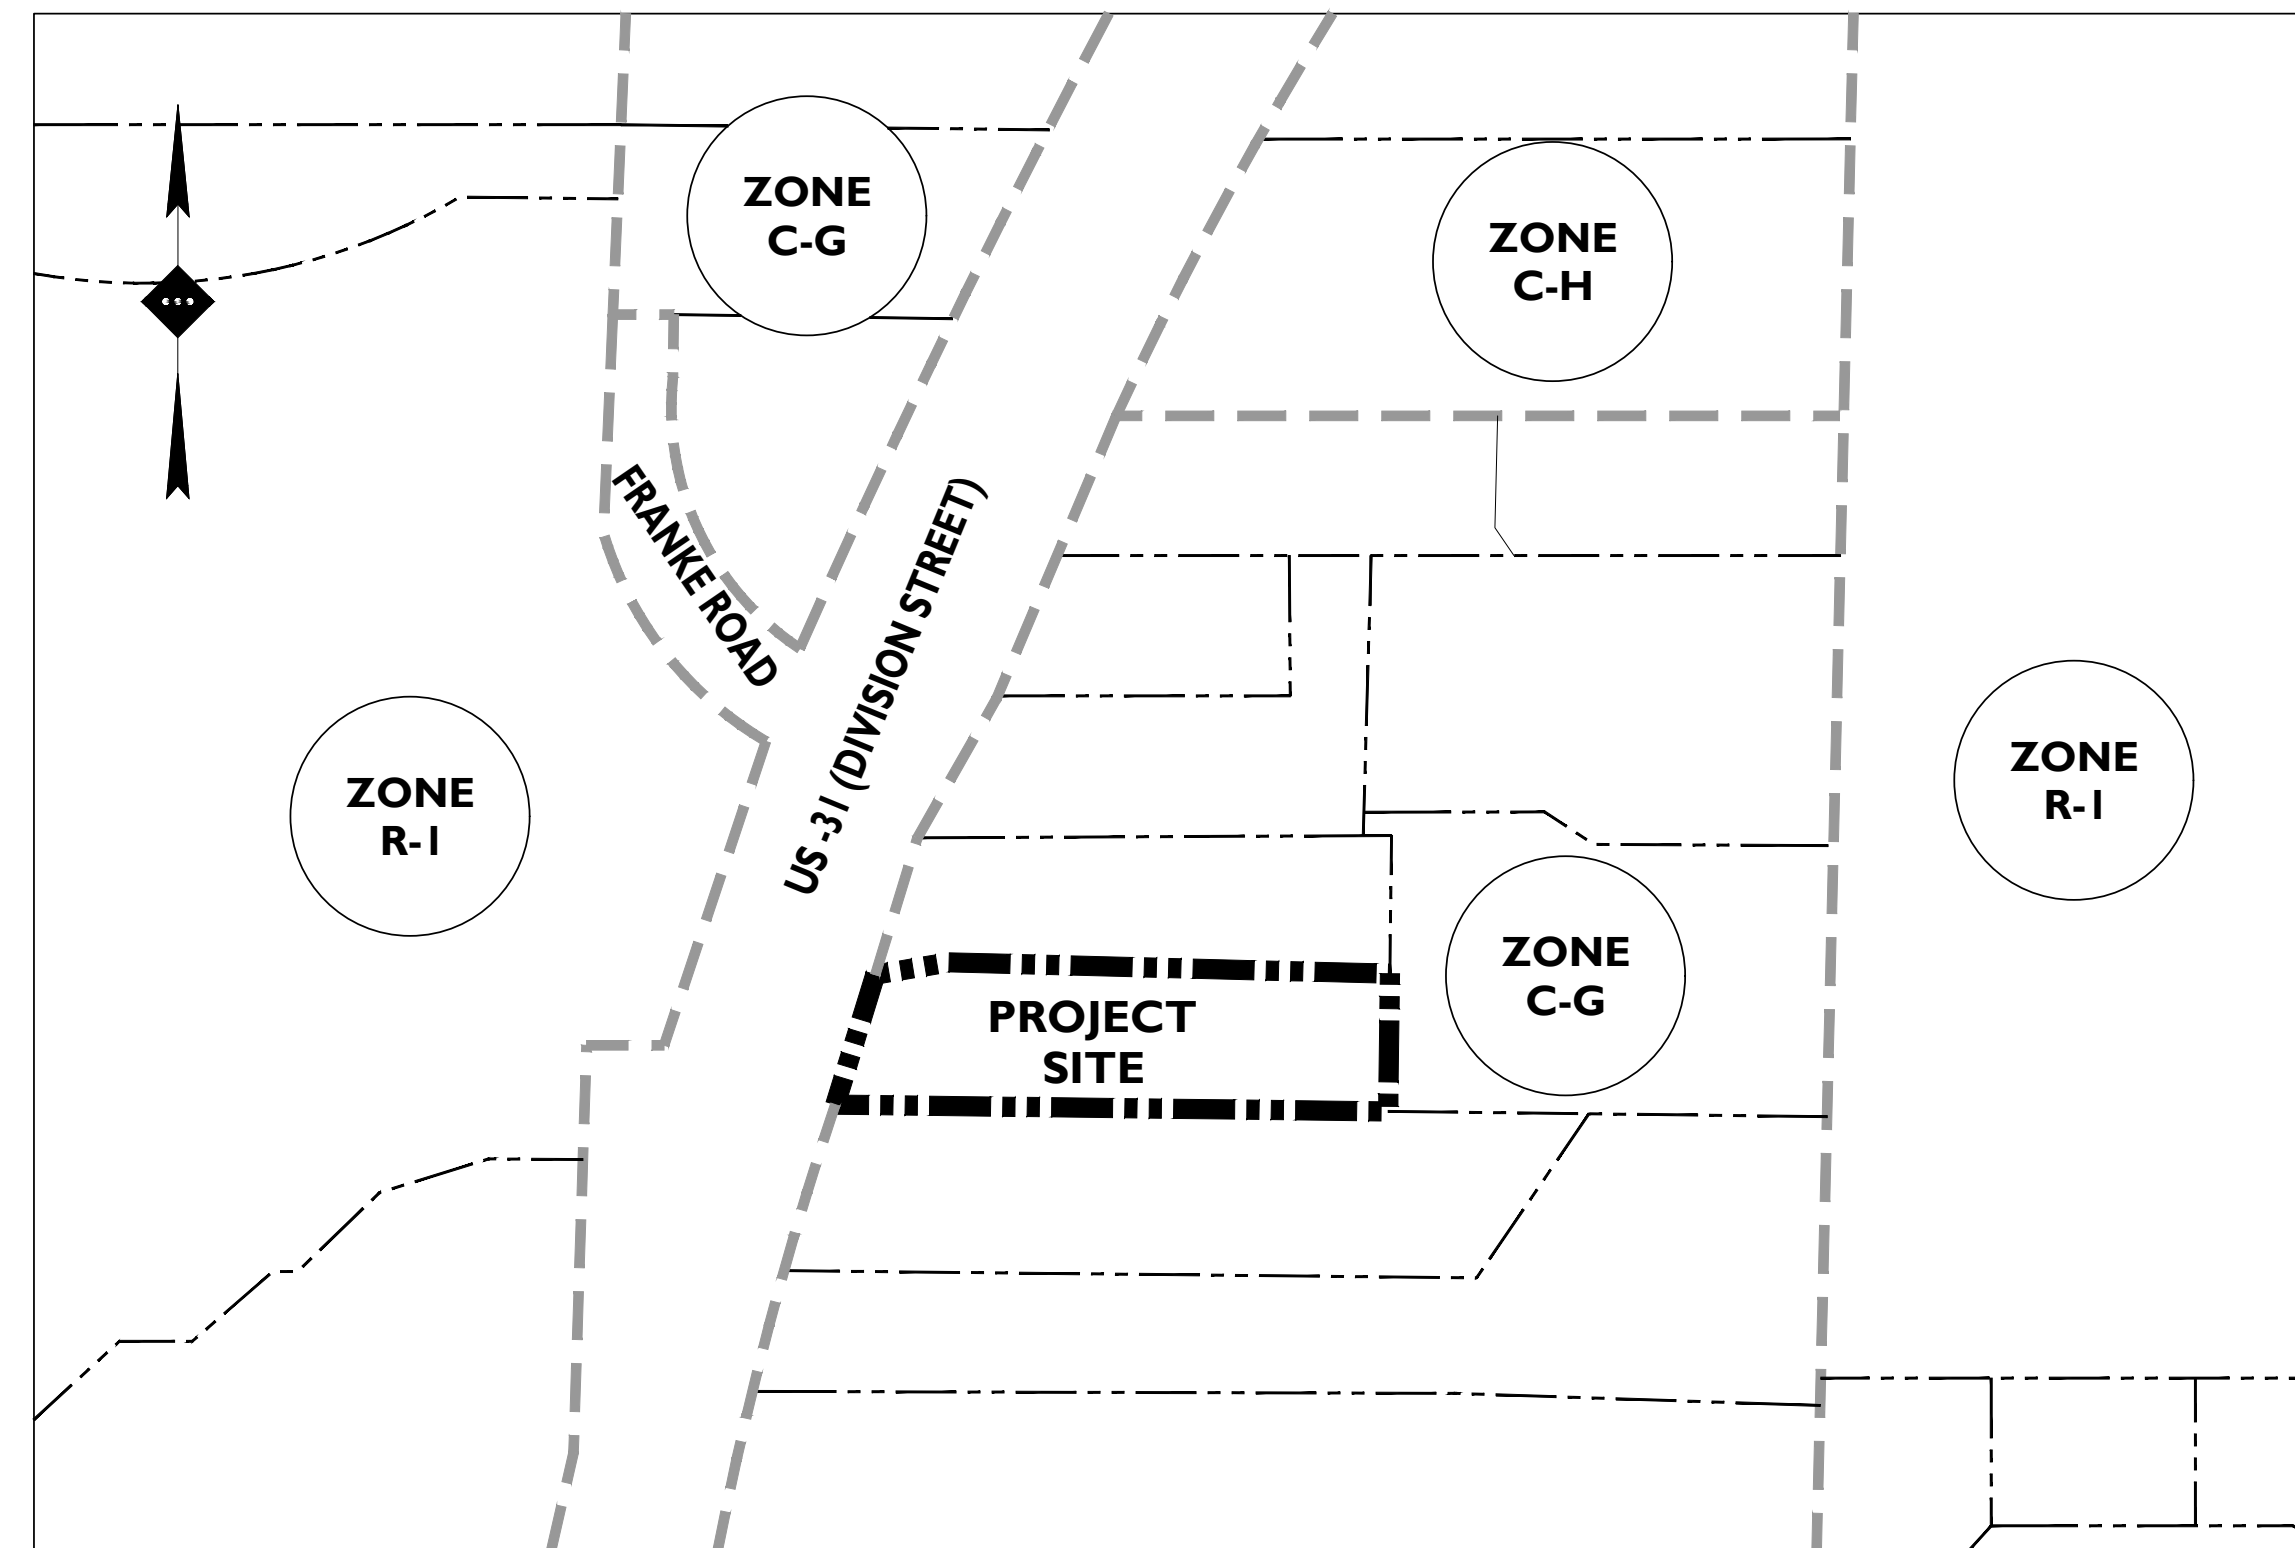 ZONE
C-G
ZONE
C-H
FRANKE ROAD
US-31 (DIVISION STREET)
ZONE
R-1
ZONE
R-1
ZONE
C-G
PROJECT
SITE